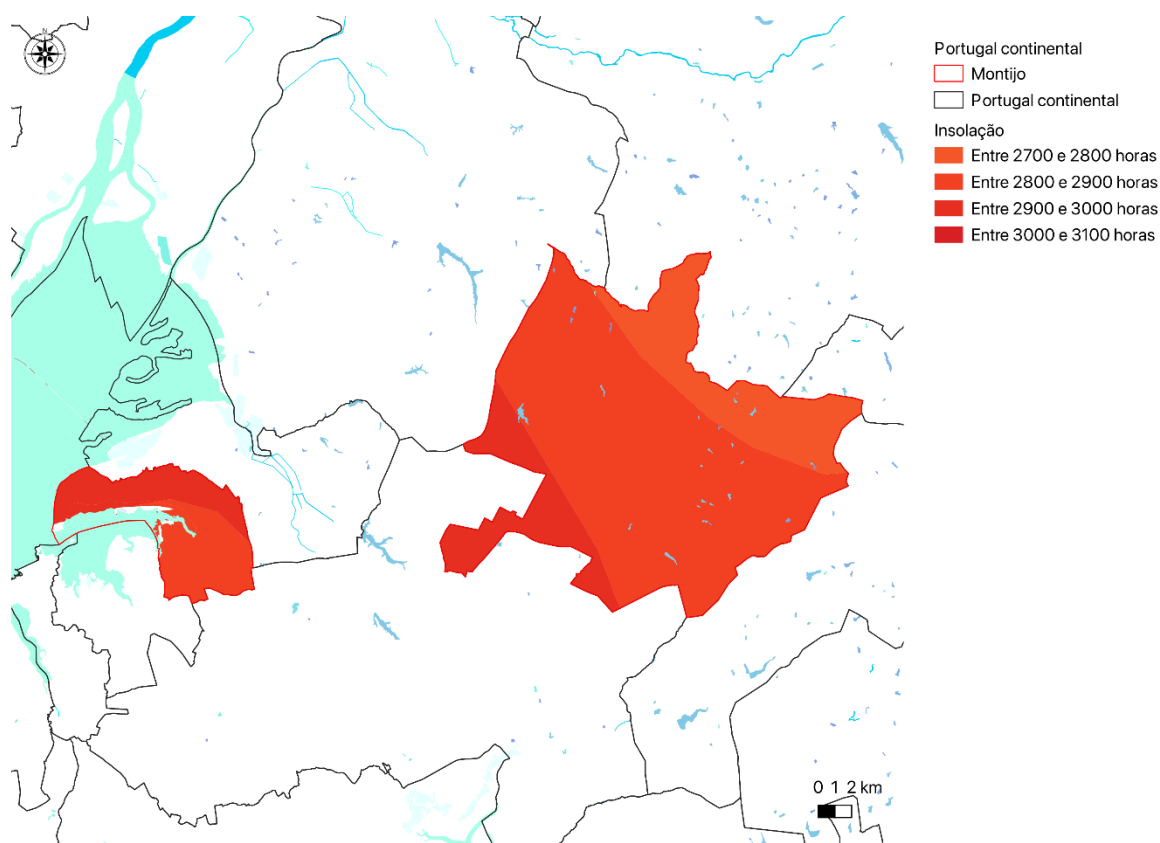 N
Portugal continental
Montijo
Portugal continental
Insolação
Entre 2700 e 2800 horas
Entre 2800 e 2900 horas
Entre 2900 e 3000 horas
Entre 3000 e 3100 horas
0 1 2 km